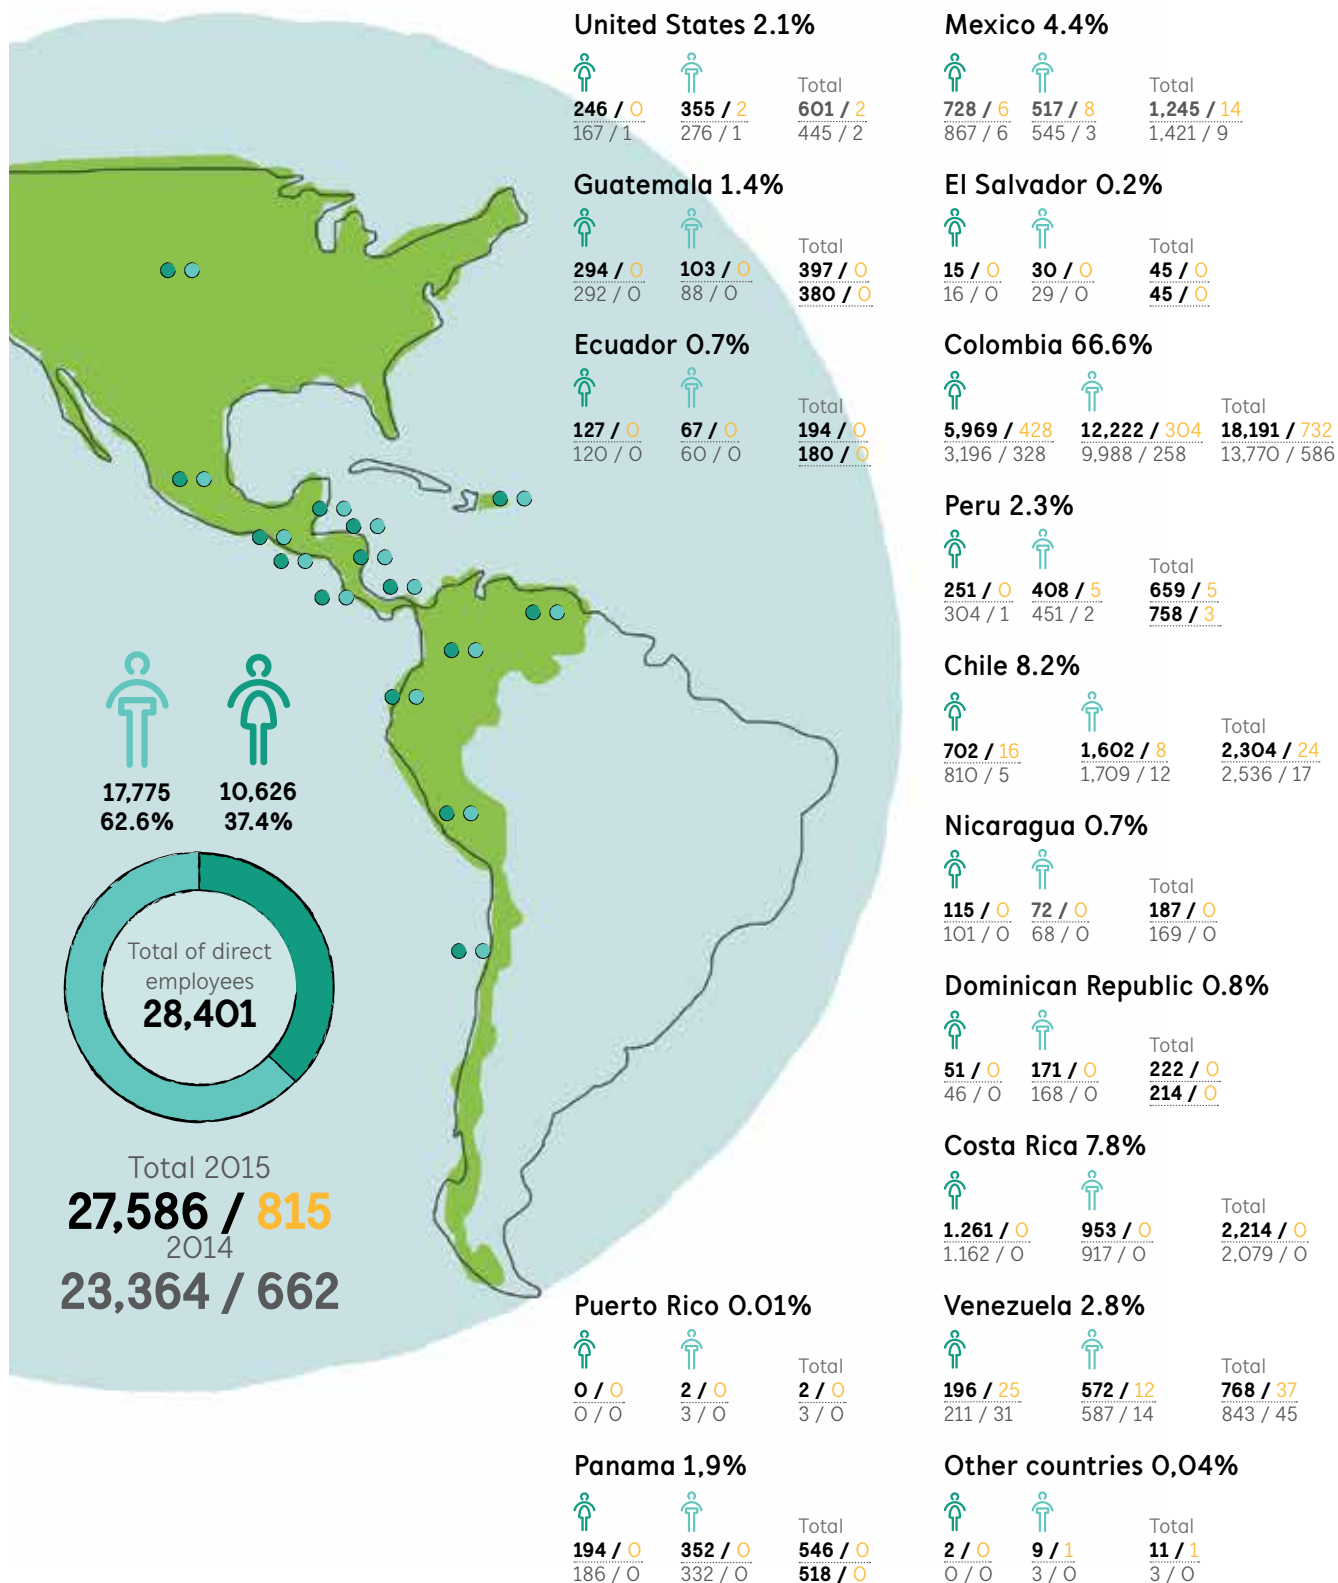 United States 2.1%
Total
246 / 0 355 / 2 601 / 2
167 / 1 276 / 1 445 / 2
Mexico 4.4%
Total
728 / 6 517 / 8 1,245 / 14
867 / 6 545 / 3 1,421 / 9
Guatemala 1.4%
Total
294 / 0 103 / 0 397 / 0
292 / 0 88 / 0 380 / 0
El Salvador 0.2%
Total
15 / 0 30 / 0 45 / 0
16 / 0 29 / 0 45 / 0
Ecuador 0.7%
Total
127 / 0 67 / 0 194 / 0
120 / 0 60 / 0 180 / 0
Colombia 66.6%
Total
5,969 / 428 12,222 / 304 18,191 / 732
3,196 / 328 9,988 / 258 13,770 / 586
Peru 2.3%
Total
251 / 0 408 / 5 659 / 5
304 / 1 451 / 2 758 / 3
Chile 8.2%
Total
702 / 16 1,602 / 8 2,304 / 24
810 / 5 1,709 / 12 2,536 / 17
Nicaragua 0.7%
Total
115 / 0 72 / 0 187 / 0
101 / 0 68 / 0 169 / 0
Dominican Republic 0.8%
Total
51 / 0 171 / 0 222 / 0
46 / 0 168 / 0 214 / 0
Costa Rica 7.8%
Total
1.261 / 0 953 / 0 2,214 / 0
1.162 / 0 917 / 0 2,079 / 0
17,775 10,626
62.6% 37.4%
Total of direct
employees
28,401
Total 2015
27,586 / 815
2014
23,364 / 662
Puerto Rico 0.01%
Total
0 / 0 2 / 0 2 / 0
0 / 0 3 / 0 3 / 0
Venezuela 2.8%
Total
196 / 25 572 / 12 768 / 37
211 / 31 587 / 14 843 / 45
Panama 1,9%
Total
194 / 0 352 / 0 546 / 0
186 / 0 332 / 0 518 / 0
Other countries 0,04%
Total
2 / 0 9 / 1 11 / 1
0 / 0 3 / 0 3 / 0